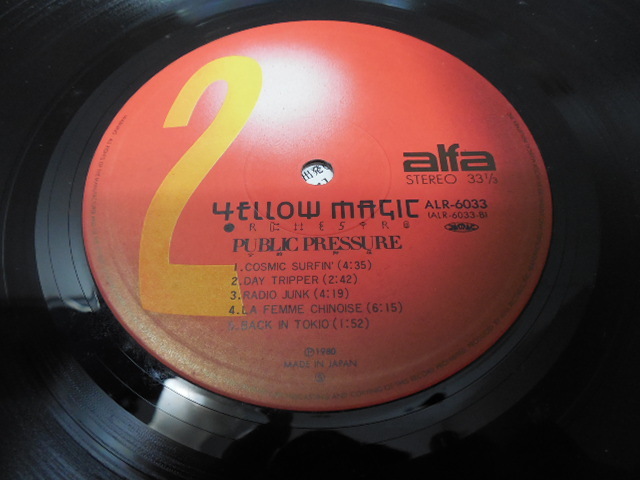 2
alfa
STEREO 33⅓
YELLOW MAGIC
ORCHESTRA
PUBLIC PRESSURE
ALR-6033
(ALR-6033-B)
1. COSMIC SURFIN' (4:35)
2. DAY TRIPPER (2:42)
3. RADIO JUNK (4:19)
4. LA FEMME CHINOISE (6:15)
5. BACK IN TOKIO (1:52)
Ⓟ1980
MADE IN JAPAN